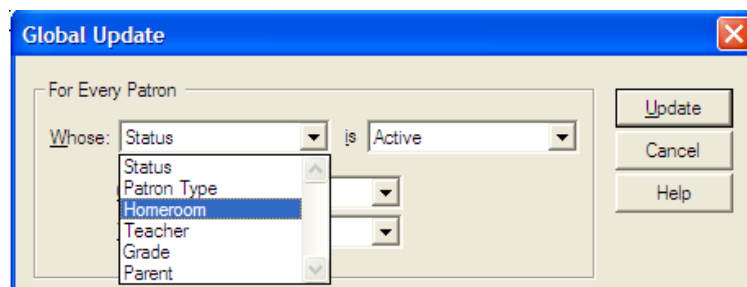 Global Update
For Every Patron
Whose: Status is Active
Update
Cancel
Help
Status
Patron Type
Homeroom
Teacher
Grade
Parent